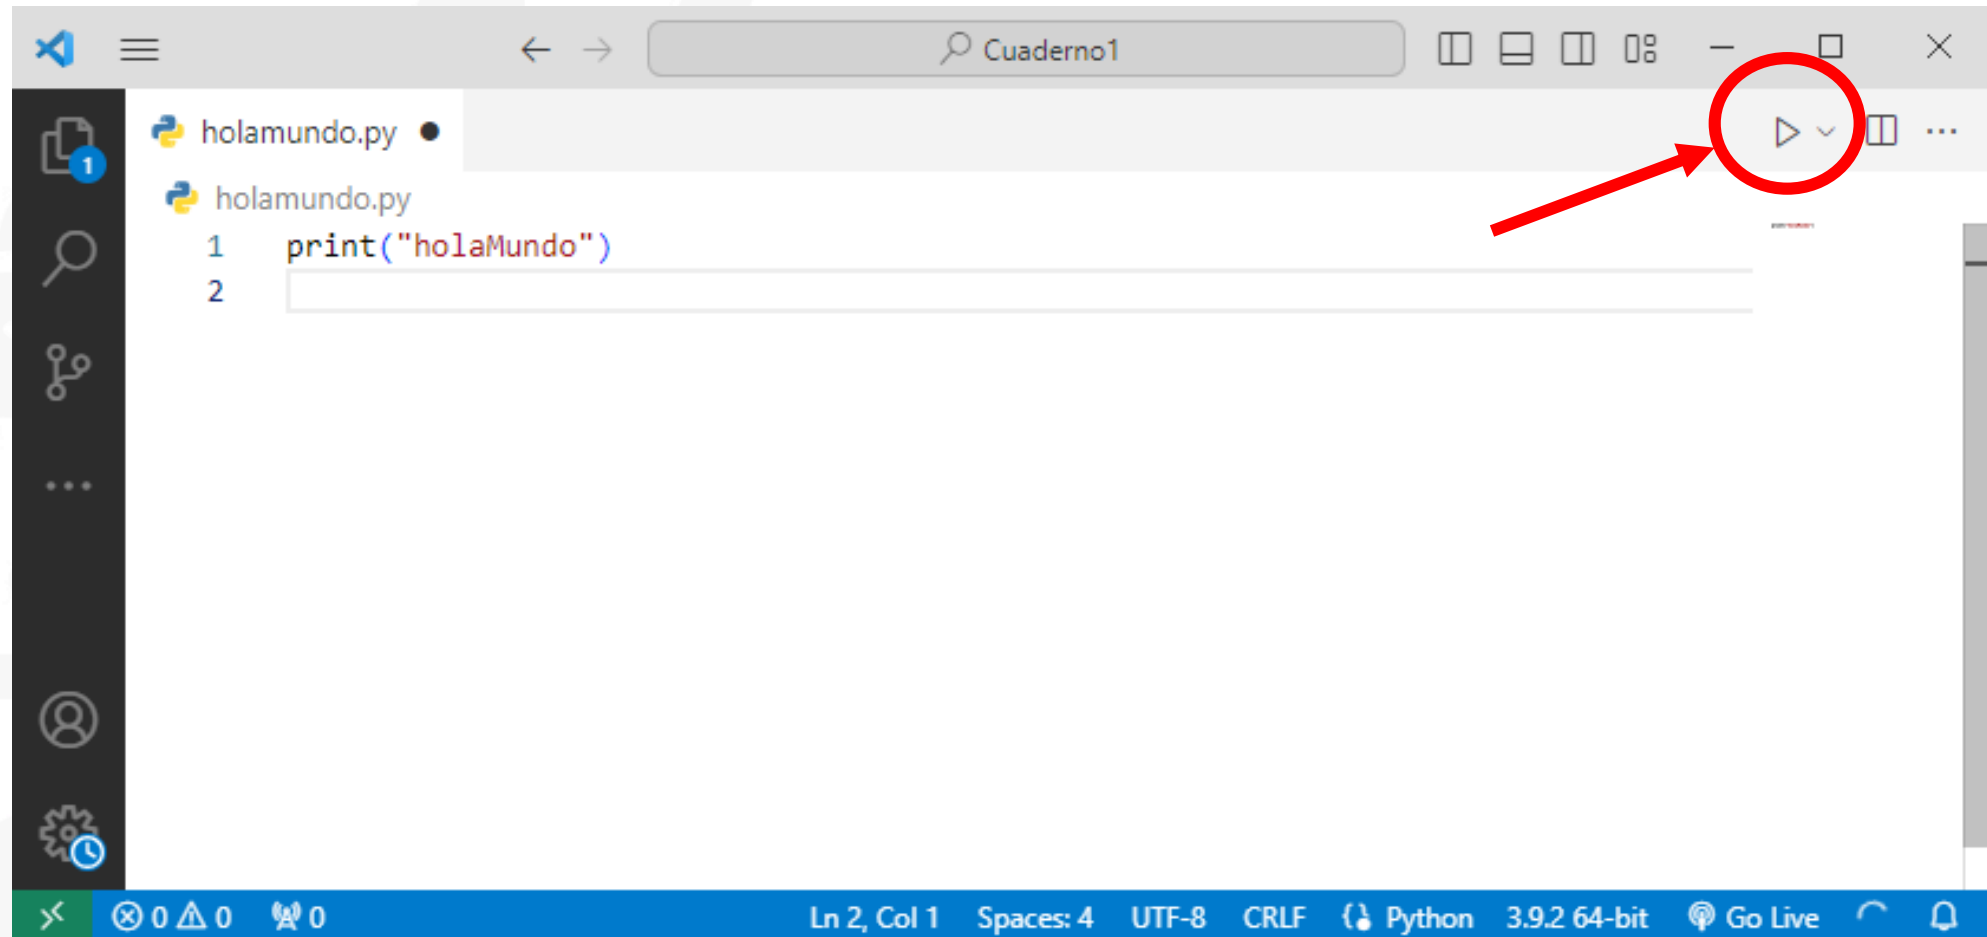 Cuaderno1
holamundo.py
1
holamundo.py
1 print("holaMundo")
2
0 0 0 Ln 2, Col 1 Spaces: 4 UTF-8 CRLF Python 3.9.2 64-bit Go Live